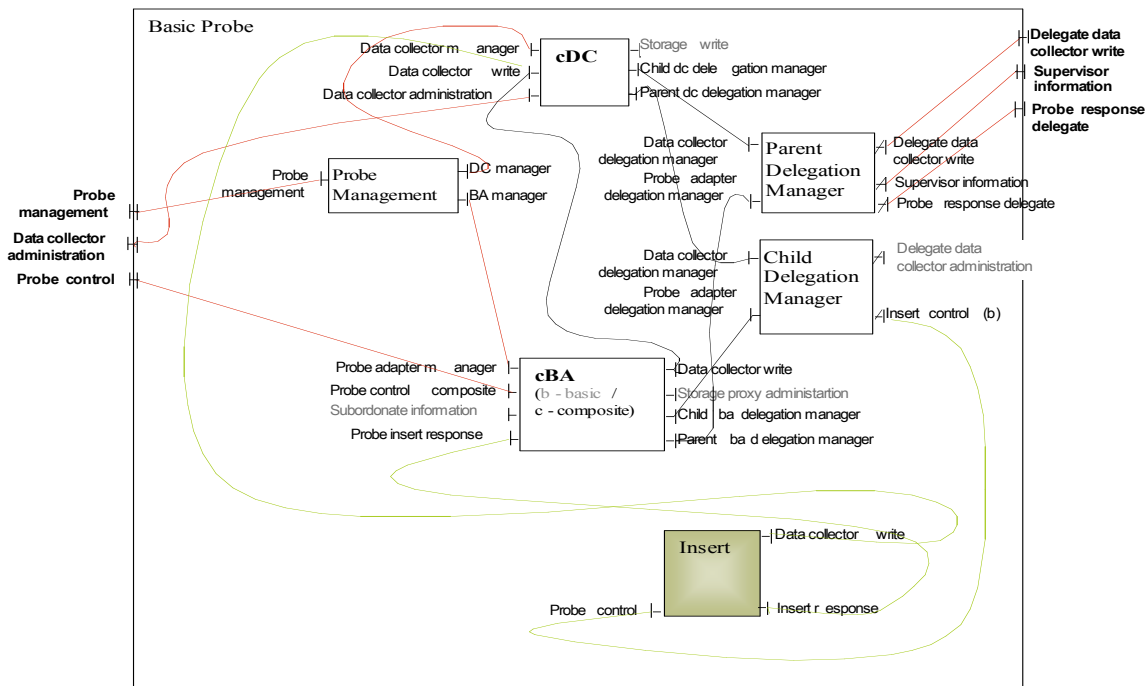 Basic Probe
Delegate data
collector write
Supervisor
information
Probe response
delegate
Data collector m anager
Data collector write
Data collector administration
cDC
Storage write
Child dc dele gation manager
Parent dc delegation manager
Data collector
delegation manager
Probe adapter
delegation manager
Parent
Delegation
Manager
Delegate data
collector write
Supervisor information
Probe response delegate
Probe
management
Probe
Management
DC manager
BA manager
Probe
management
Data collector
administration
Probe control
Data collector
delegation manager
Probe adapter
delegation manager
Child
Delegation
Manager
Delegate data
collector administration
Insert control (b)
Probe adapter m anager
Probe control composite
Subordonate information
Probe insert response
cBA
(b - basic /
c - composite)
Data collector write
Storage proxy administartion
Child ba delegation manager
Parent ba d elegation manager
Insert
Data collector write
Probe control
Insert r esponse